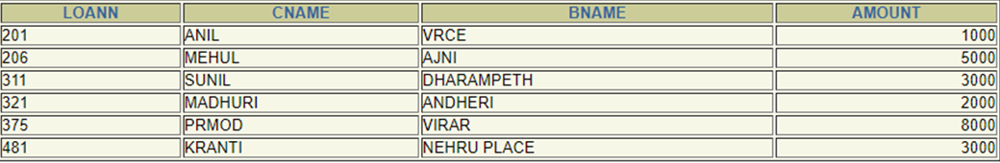 LOANN CNAME BNAME AMOUNT
201 ANIL VRCE 1000
206 MEHUL AJNI 5000
311 SUNIL DHARAMPETH 3000
321 MADHURI ANDHERI 2000
375 PRMOD VIRAR 8000
481 KRANTI NEHRU PLACE 3000